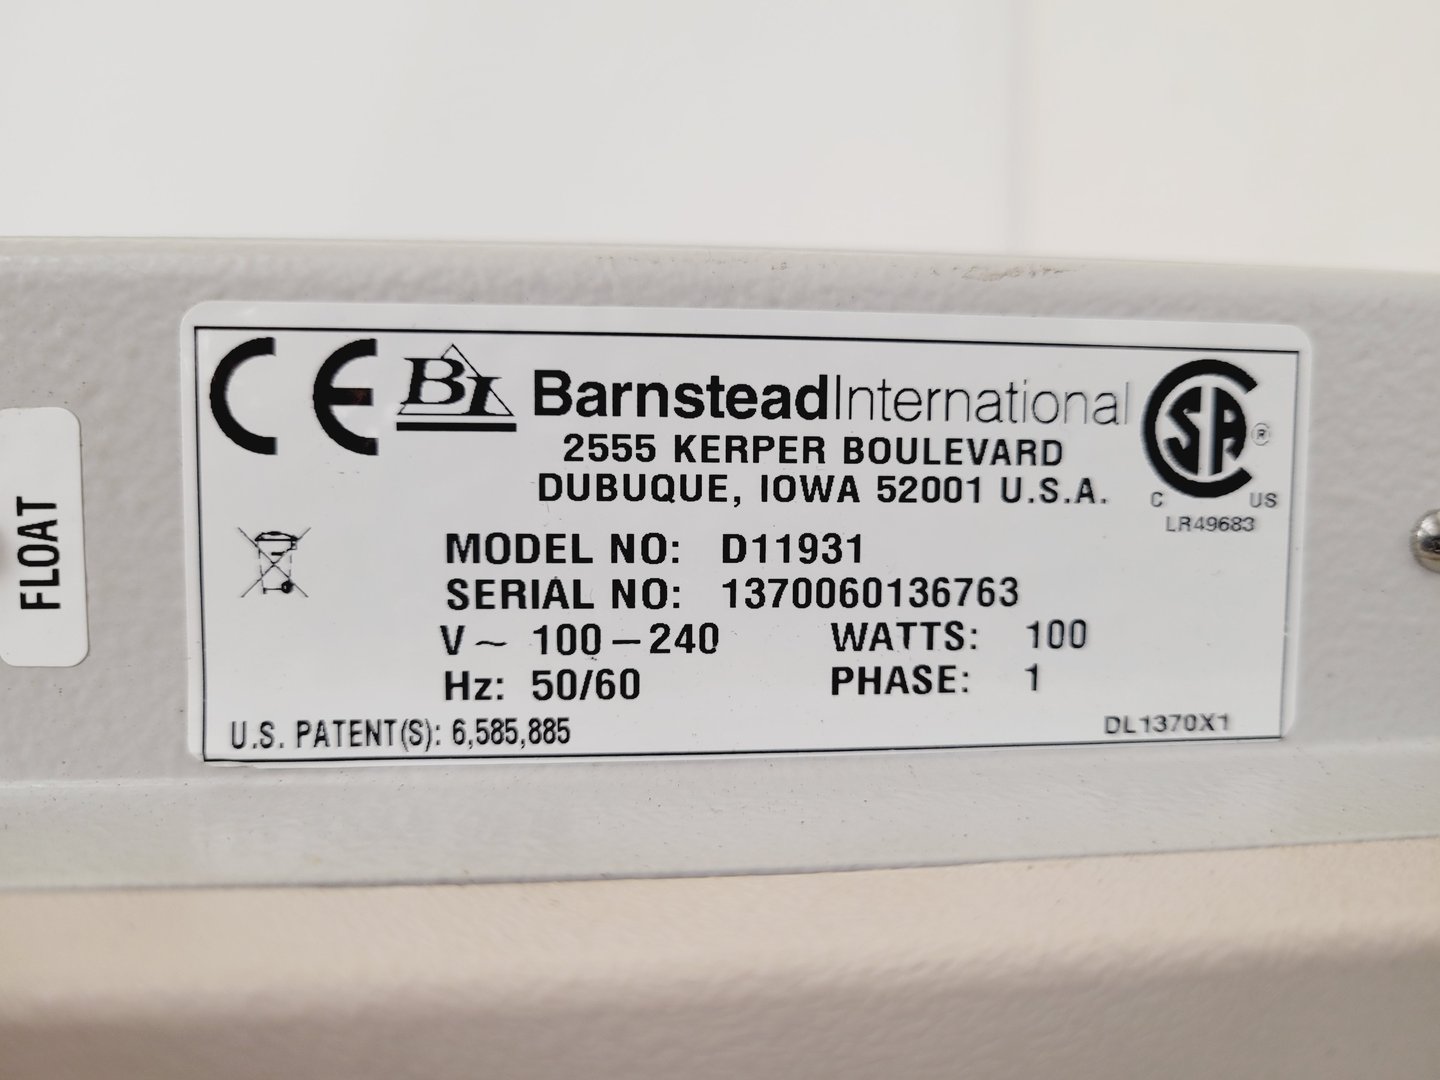 CE BI BarnsteadInternational SA ®
2555 KERPER BOULEVARD
DUBUQUE, IOWA 52001 U.S.A.
C US
LR49683
MODEL NO: D11931
SERIAL NO: 1370060136763
V~ 100–240 WATTS: 100
Hz: 50/60 PHASE: 1
U.S. PATENT(S): 6,585,885 DL1370X1
FLOAT